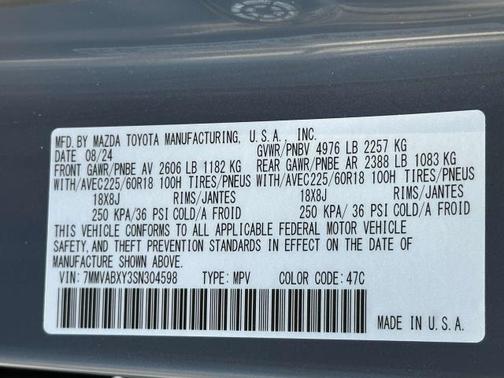 MFD. BY MAZDA TOYOTA MANUFACTURING, U.S.A., INC.
DATE 08/24 GVWR/PNBV 4976 LB 2257 KG
FRONT GAWR/PNBE AV 2606 LB 1182 KG REAR GAWR/PNBE AR 2388 LB 1083 KG
WITH/AVEC225/60R18 100H TIRES/PNEUS WITH/AVEC225/60R18 100H TIRES/PNEUS
18X8J RIMS/JANTES 18X8J RIMS/JANTES
250 KPA/ 36 PSI COLD/A FROID 250 KPA/ 36 PSI COLD/A FROID
THIS VEHICLE CONFORMS TO ALL APPLICABLE FEDERAL MOTOR VEHICLE
SAFETY, AND THEFT PREVENTION STANDARDS IN EFFECT ON THE DATE OF
MANUFACTURE SHOWN ABOVE.
VIN: 7MMVABXY3SN304598 TYPE: MPV COLOR CODE: 47C
MADE IN U.S.A.